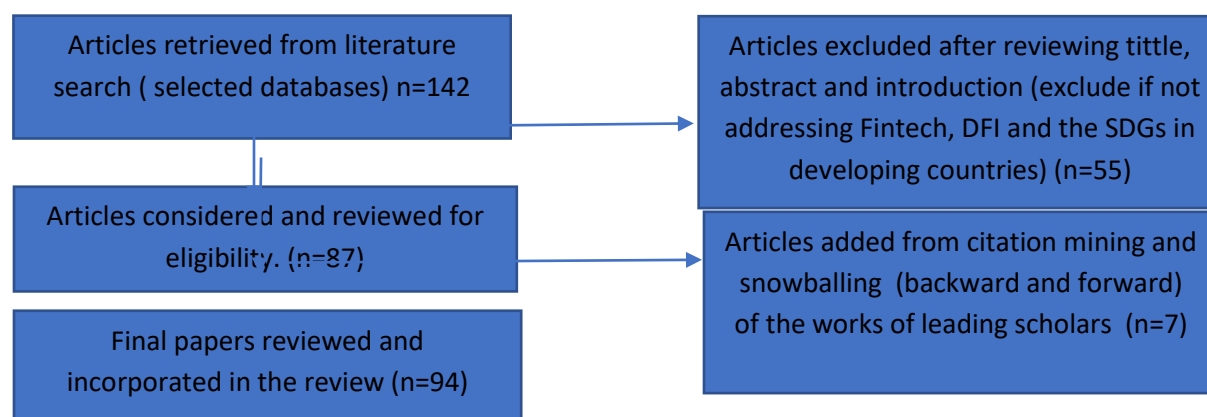 Articles retrieved from literature
search ( selected databases) n=142
Articles excluded after reviewing tittle,
abstract and introduction (exclude if not
addressing Fintech, DFI and the SDGs in
developing countries) (n=55)
Articles considered and reviewed for
eligibility. (n=87)
Articles added from citation mining and
snowballing (backward and forward)
of the works of leading scholars (n=7)
Final papers reviewed and
incorporated in the review (n=94)